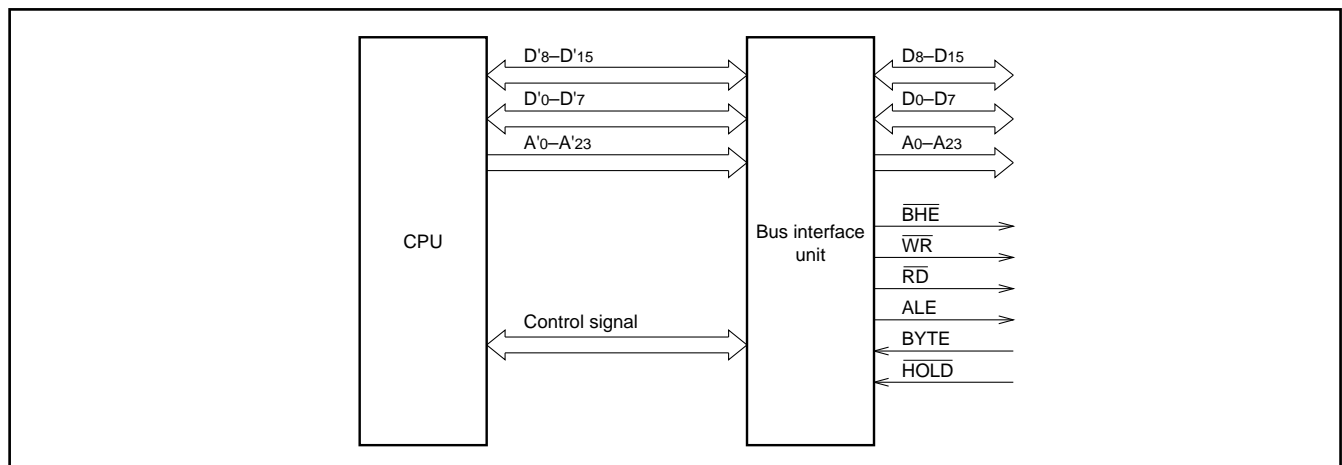 D'8–D'15
D8–D15
D'0–D'7
D0–D7
A'0–A'23
A0–A23
BHE
CPU
Bus interface
unit
WR
RD
ALE
Control signal
BYTE
HOLD